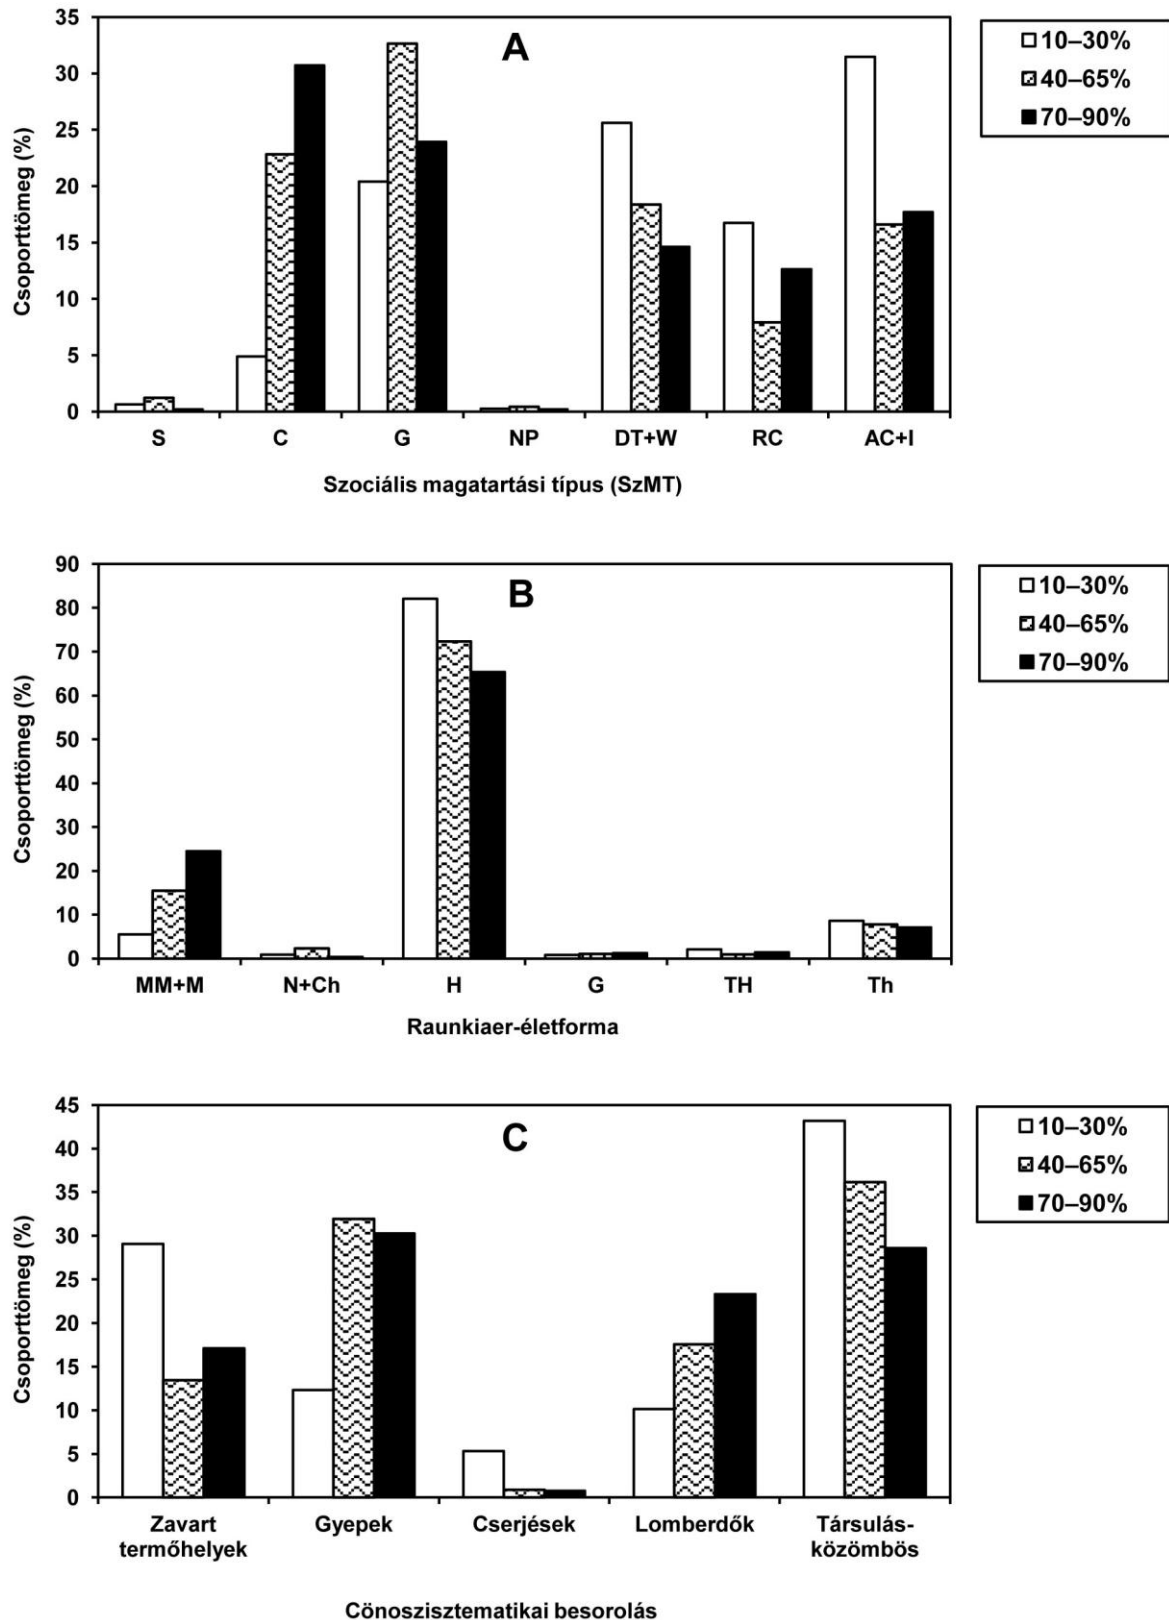 A
10–30%
40–65%
70–90%
Csoporttömeg (%)
35
30
25
20
15
10
5
0
S C G NP DT+W RC AC+I
Szociális magatartási típus (SzMT)
B
10–30%
40–65%
70–90%
Csoporttömeg (%)
90
80
70
60
50
40
30
20
10
0
MM+M N+Ch H G TH Th
Raunkiaer-életforma
C
10–30%
40–65%
70–90%
Csoporttömeg (%)
45
40
35
30
25
20
15
10
5
0
Zavart Gyepek Cserjések Lomberdők Társulás-
termőhelyek közömbös
Cönoszisztematikai besorolás